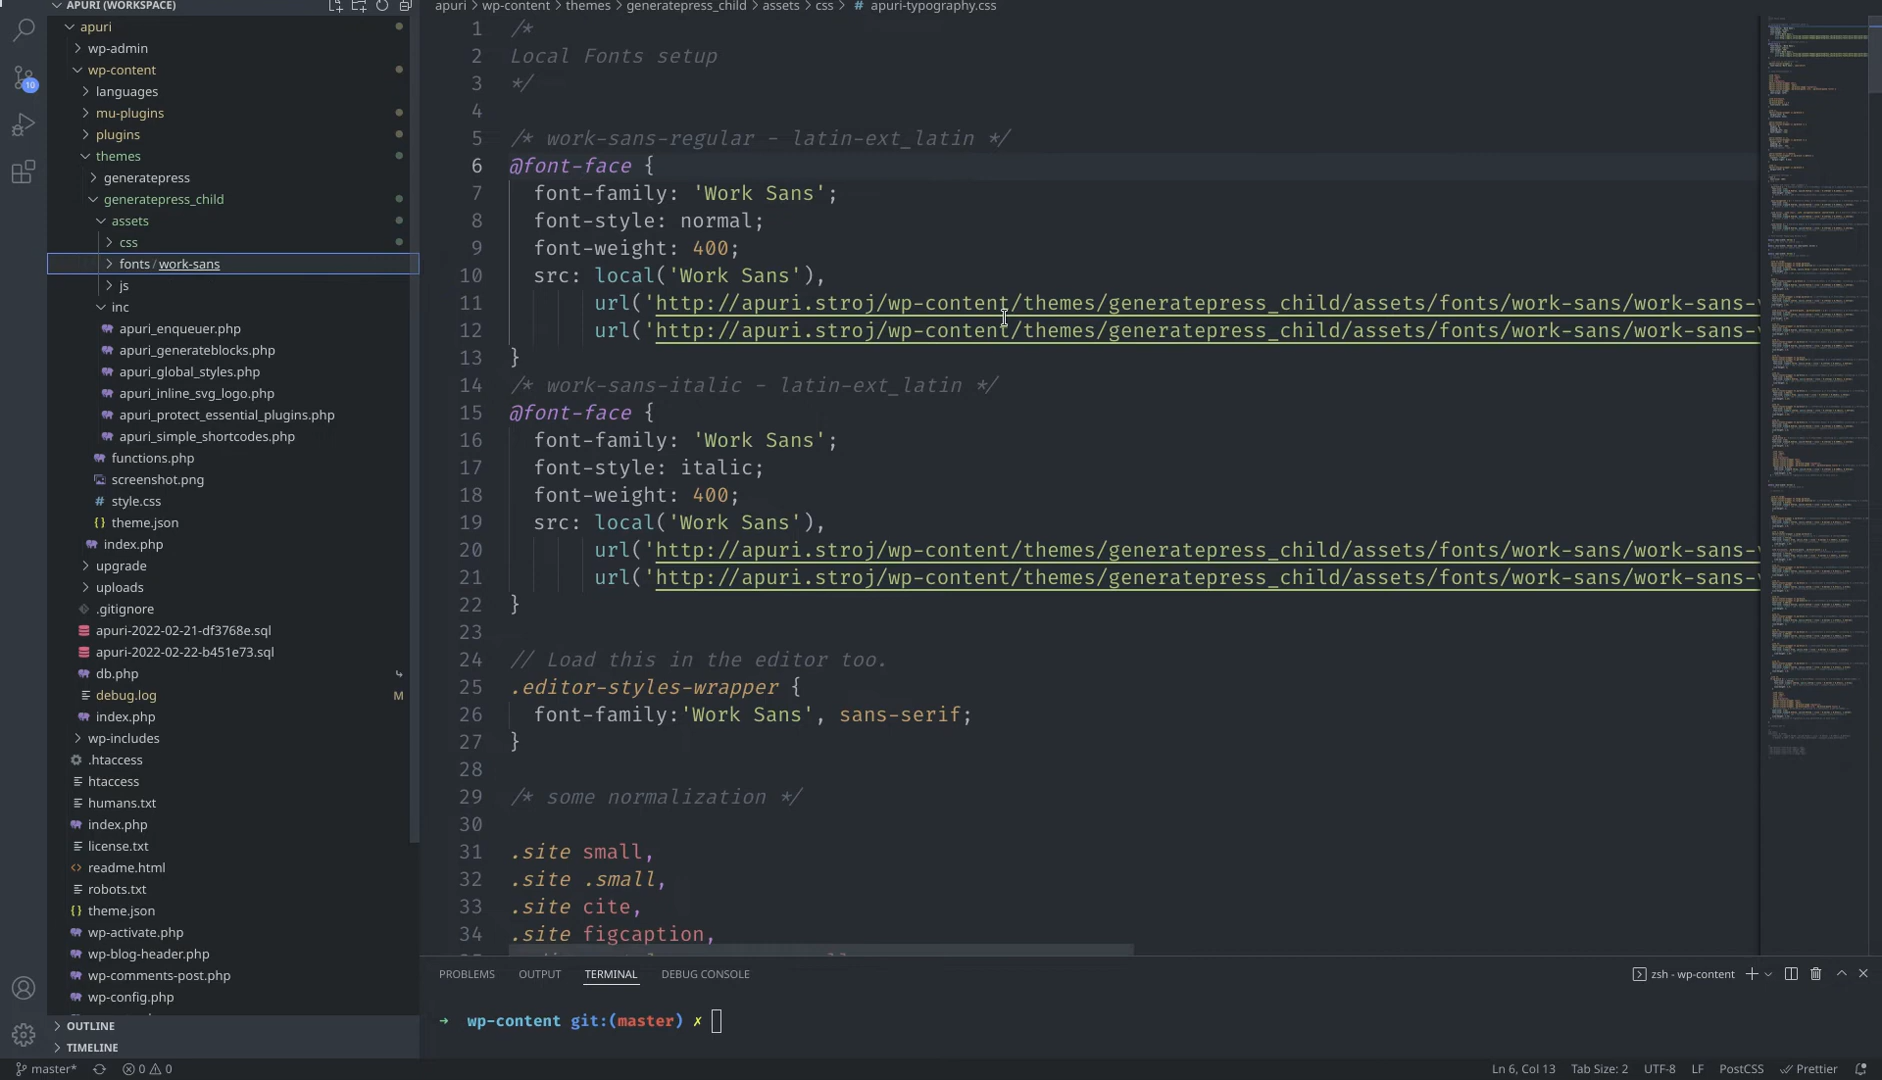 APURI (WORKSPACE)
apuri
wp-admin
wp-content
languages
mu-plugins
plugins
themes
generatepress
generatepress_child
assets
css
fonts / work-sans
js
inc
apuri_enqueuer.php
apuri_generateblocks.php
apuri_global_styles.php
apuri_inline_svg_logo.php
apuri_protect_essential_plugins.php
apuri_simple_shortcodes.php
functions.php
screenshot.png
style.css
theme.json
index.php
upgrade
uploads
.gitignore
apuri-2022-02-21-df3768e.sql
apuri-2022-02-22-b451e73.sql
db.php
debug.log M
index.php
wp-includes
.htaccess
htaccess
humans.txt
index.php
license.txt
readme.html
robots.txt
theme.json
wp-activate.php
wp-blog-header.php
wp-comments-post.php
wp-config.php
OUTLINE
TIMELINE
10
apuri > wp-content > themes > generatepress_child > assets > css > # apuri-typography.css
1 /*
2 Local Fonts setup
3 */
4
5 /* work-sans-regular - latin-ext_latin */
6 @font-face {
7 font-family: 'Work Sans';
8 font-style: normal;
9 font-weight: 400;
10 src: local('Work Sans'),
11 url('http://apuri.stroj/wp-content/themes/generatepress_child/assets/fonts/work-sans/work-sans-v
12 url('http://apuri.stroj/wp-content/themes/generatepress_child/assets/fonts/work-sans/work-sans-v
13 }
14 /* work-sans-italic - latin-ext_latin */
15 @font-face {
16 font-family: 'Work Sans';
17 font-style: italic;
18 font-weight: 400;
19 src: local('Work Sans'),
20 url('http://apuri.stroj/wp-content/themes/generatepress_child/assets/fonts/work-sans/work-sans-v
21 url('http://apuri.stroj/wp-content/themes/generatepress_child/assets/fonts/work-sans/work-sans-v
22 }
23
24 // Load this in the editor too.
25 .editor-styles-wrapper {
26 font-family:'Work Sans', sans-serif;
27 }
28
29 /* some normalization */
30
31 .site small,
32 .site .small,
33 .site cite,
34 .site figcaption,
PROBLEMS OUTPUT TERMINAL DEBUG CONSOLE
zsh - wp-content
→ wp-content git:(master) ✗
master* 0 0 Ln 6, Col 13 Tab Size: 2 UTF-8 LF PostCSS Prettier